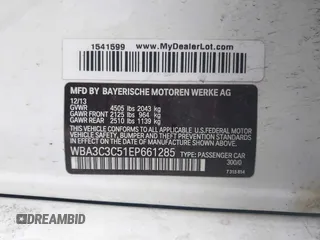 1541599
www.MyDealerLot.com
MFD BY BAYERISCHE MOTOREN WERKE AG
12/13
GVWR 4505 lbs 2043 kg
GAWR FRONT 2125 lbs 964 kg
GAWR REAR 2510 lbs 1139 kg
THIS VEHICLE CONFORMS TO ALL APPLICABLE
FEDERAL MOTOR VEHICLE SAFETY, BUMPER
AND THEFT PREVENTION STANDARDS IN
EFFECT ON THE DATE OF MANUFACTURE
SHOWN ABOVE.
WBA3C3C51EP661285
TYPE: PASSENGER CAR
300/0
DREAMBID